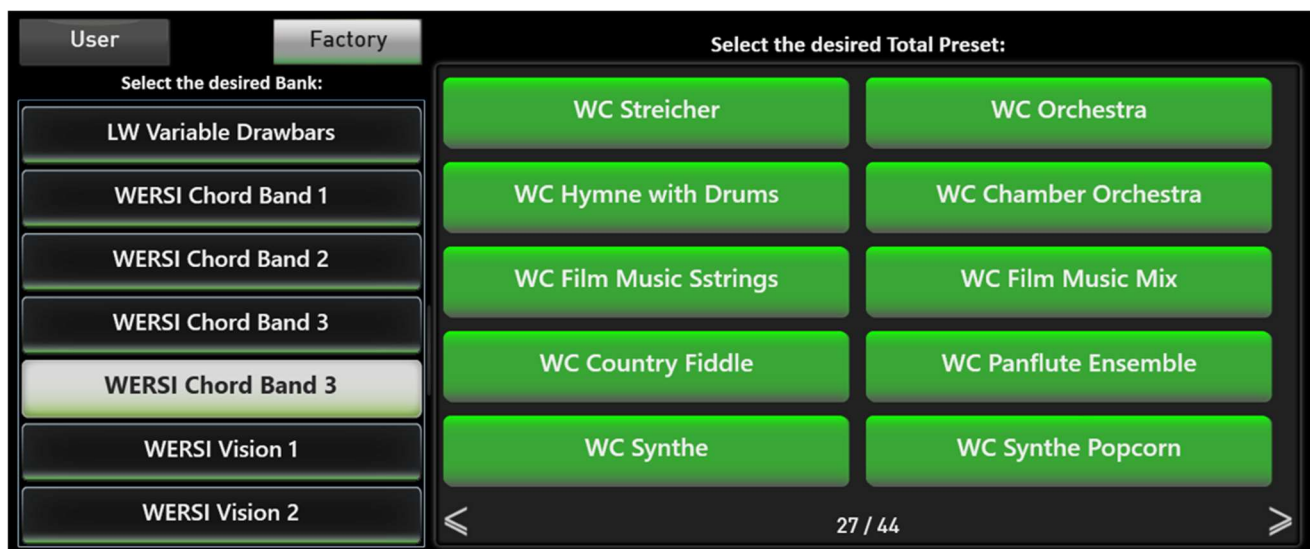 User
Factory
Select the desired Bank:
LW Variable Drawbars
WERSI Chord Band 1
WERSI Chord Band 2
WERSI Chord Band 3
WERSI Chord Band 3
WERSI Vision 1
WERSI Vision 2
Select the desired Total Preset:
WC Streicher
WC Orchestra
WC Hymne with Drums
WC Chamber Orchestra
WC Film Music Sstrings
WC Film Music Mix
WC Country Fiddle
WC Panflute Ensemble
WC Synthe
WC Synthe Popcorn
27 / 44